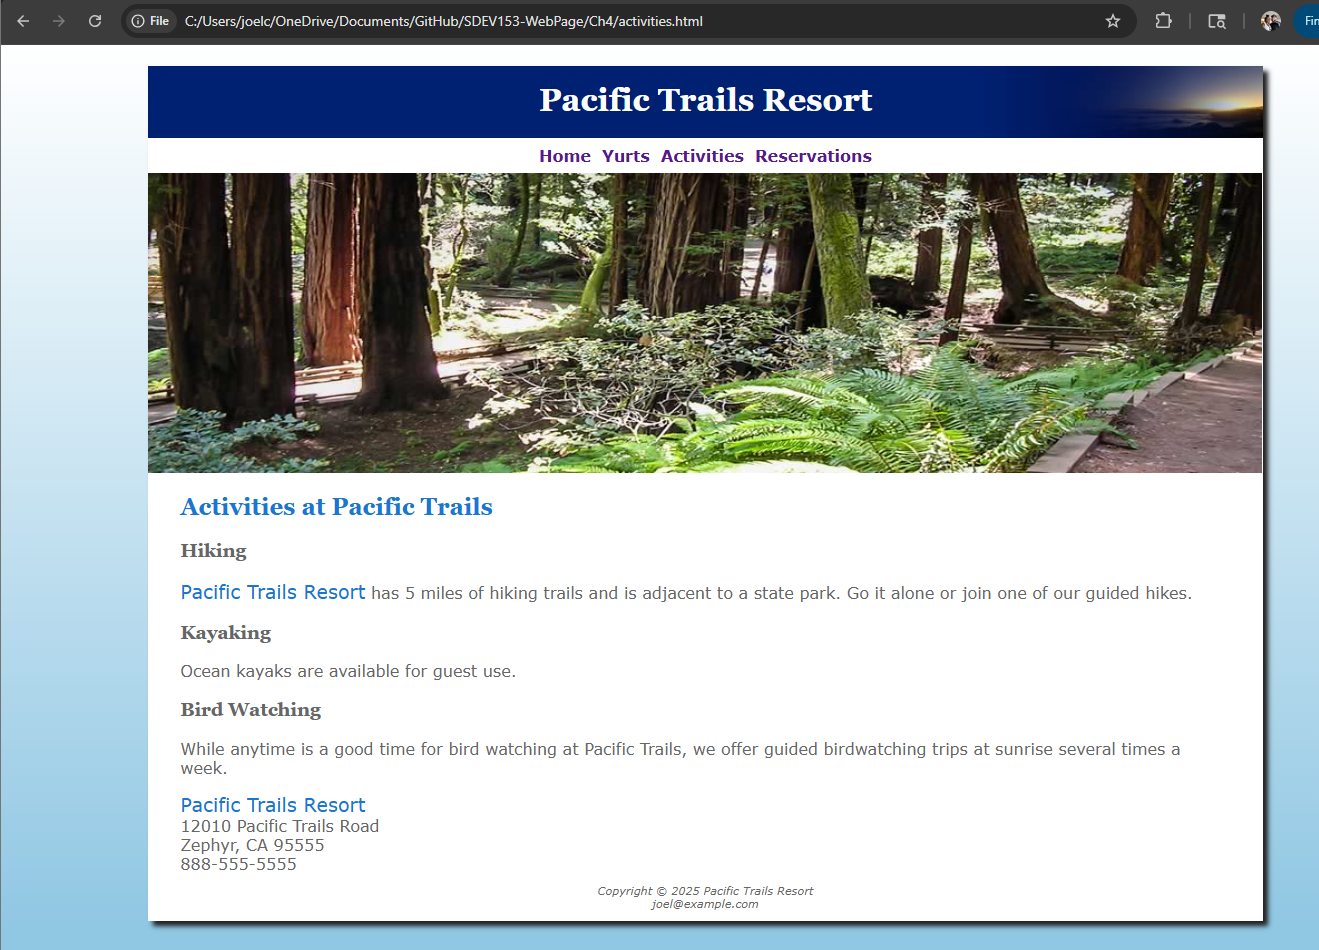 File C:/Users/joelc/OneDrive/Documents/GitHub/SDEV153-WebPage/Ch4/activities.html
Pacific Trails Resort
Home Yurts Activities Reservations
Activities at Pacific Trails
Hiking
Pacific Trails Resort has 5 miles of hiking trails and is adjacent to a state park. Go it alone or join one of our guided hikes.
Kayaking
Ocean kayaks are available for guest use.
Bird Watching
While anytime is a good time for bird watching at Pacific Trails, we offer guided birdwatching trips at sunrise several times a
week.
Pacific Trails Resort
12010 Pacific Trails Road
Zephyr, CA 95555
888-555-5555
Copyright © 2025 Pacific Trails Resort
joel@example.com